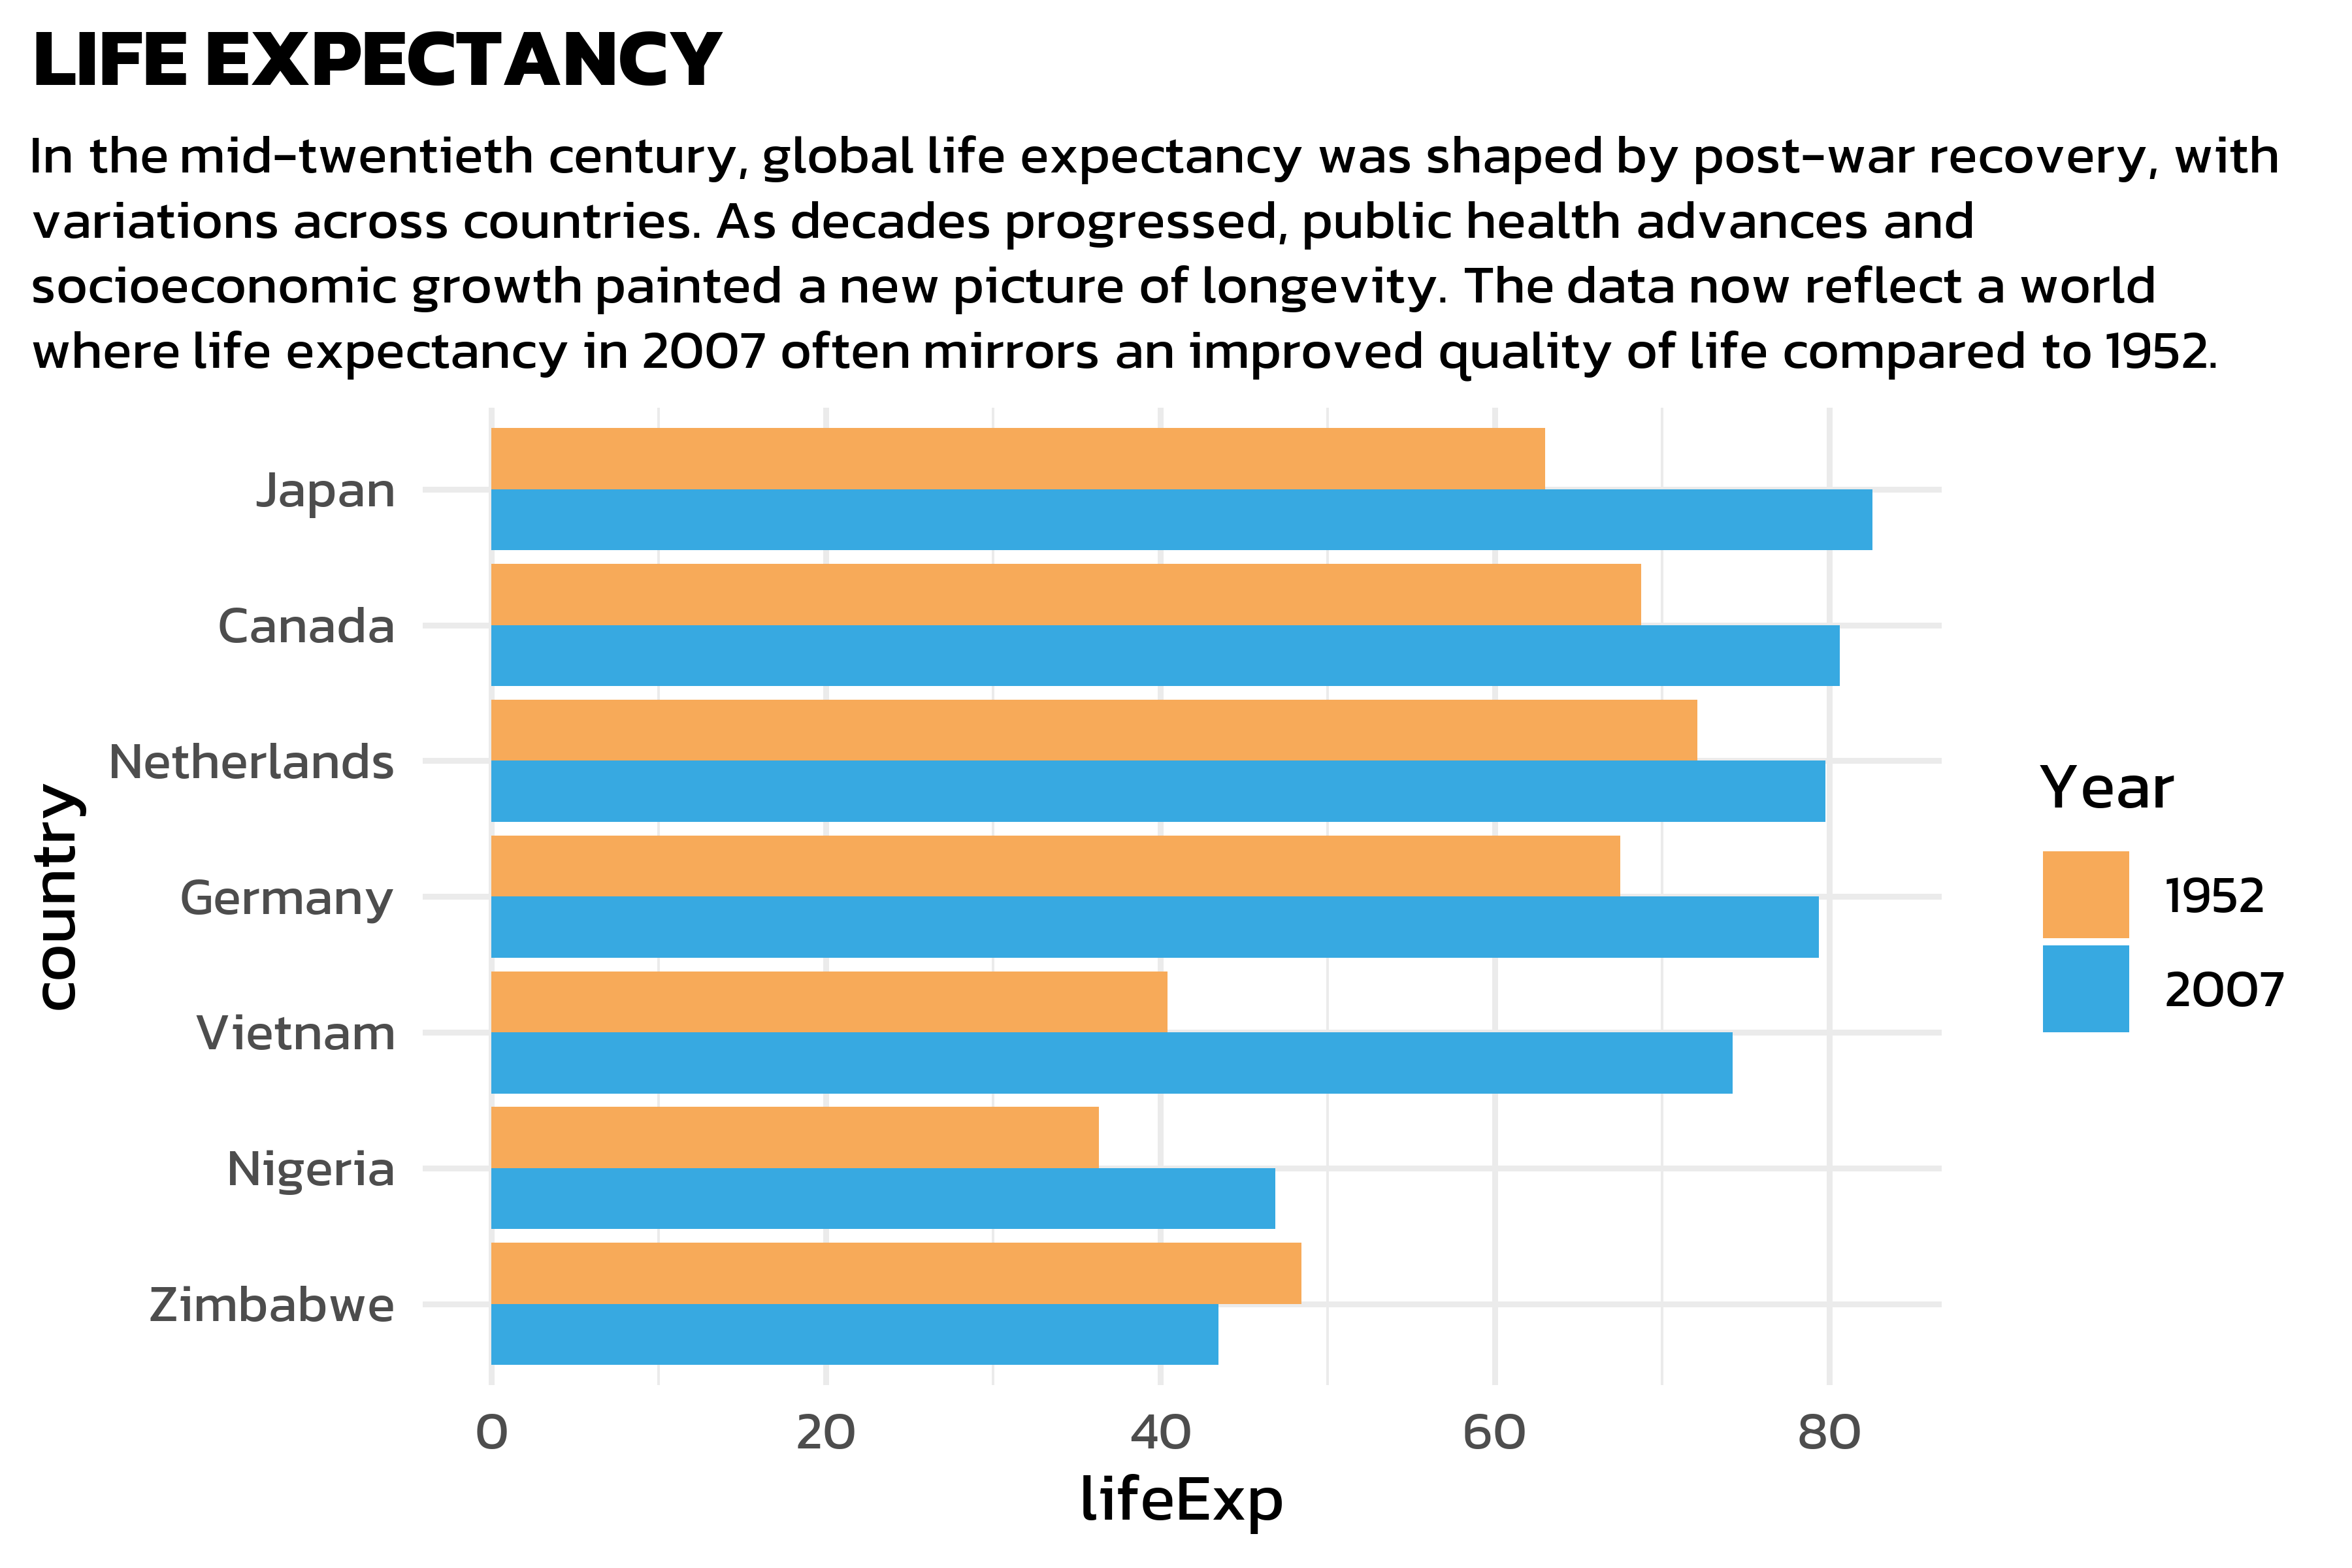 LIFE EXPECTANCY
In the mid-twentieth century, global life expectancy was shaped by post-war recovery, with
variations across countries. As decades progressed, public health advances and
socioeconomic growth painted a new picture of longevity. The data now reflect a world
where life expectancy in 2007 often mirrors an improved quality of life compared to 1952.
country
Japan
Canada
Netherlands
Germany
Vietnam
Nigeria
Zimbabwe
0 20 40 60 80
lifeExp
Year
1952
2007